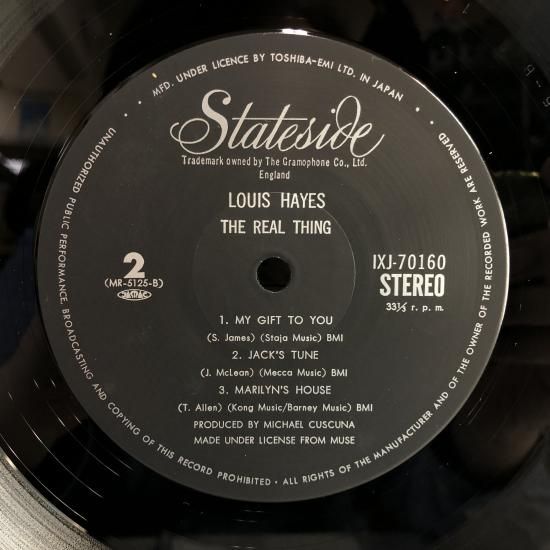 MFD. UNDER LICENCE BY TOSHIBA-EMI LTD. IN JAPAN
Stateside
Trademark owned by The Gramophone Co., Ltd.
England
LOUIS HAYES
THE REAL THING
2
(MR-5125-B)
JASRAC
IXJ-70160
STEREO
33⅓ r. p. m.
1. MY GIFT TO YOU
(S. James) (Staja Music) BMI
2. JACK'S TUNE
(J. McLean) (Mecca Music) BMI
3. MARILYN'S HOUSE
(T. Allen) (Kong Music/Barney Music) BMI
PRODUCED BY MICHAEL CUSCUNA
MADE UNDER LICENSE FROM MUSE
UNAUTHORIZED PUBLIC PERFORMANCE, BROADCASTING AND COPYING OF THIS RECORD PROHIBITED • ALL RIGHTS OF THE MANUFACTURER AND OF THE OWNER OF THE RECORDED WORK ARE RESERVED